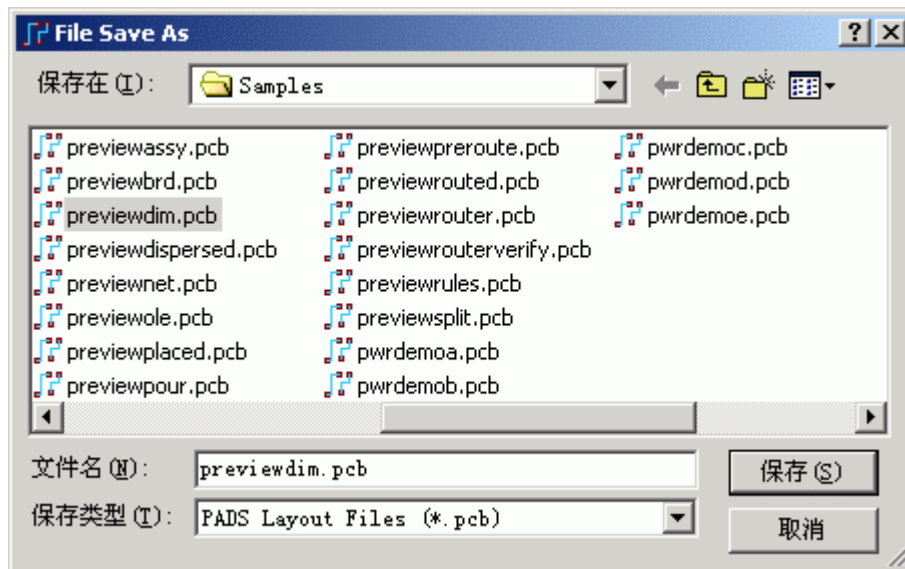 File Save As
保存在(I):
Samples
previewassy.pcb
previewbrd.pcb
previewdim.pcb
previewdispersed.pcb
previewnet.pcb
previewole.pcb
previewplaced.pcb
previewpour.pcb
previewpreroute.pcb
previewrouted.pcb
previewrouter.pcb
previewrouterverify.pcb
previewrules.pcb
previewsplit.pcb
pwrdemoa.pcb
pwrdemob.pcb
pwrdemoc.pcb
pwrdemod.pcb
pwrdemoe.pcb
文件名(N):
previewdim.pcb
保存(S)
保存类型(T):
PADS Layout Files (*.pcb)
取消